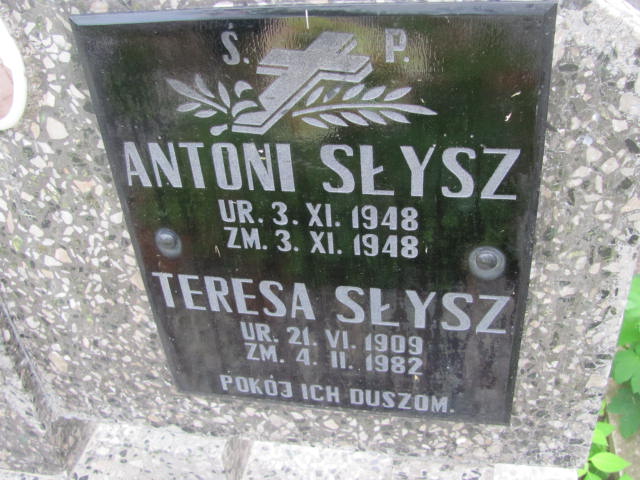 Ś. P.
ANTONI SŁYSZ
UR. 3. XI. 1948
ZM. 3. XI. 1948
TERESA SŁYSZ
UR. 21. VI. 1909
ZM. 4. II. 1982
POKÓJ ICH DUSZOM.